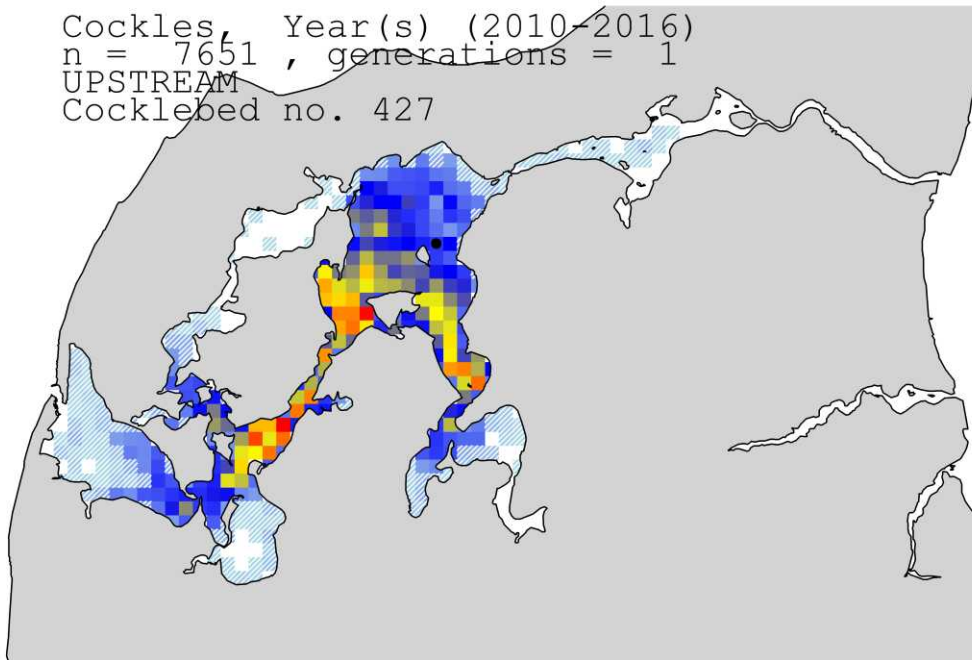 Cockles, Year(s) (2010-2016)
n = 7651 , generations = 1
UPSTREAM
Cocklebed no. 427